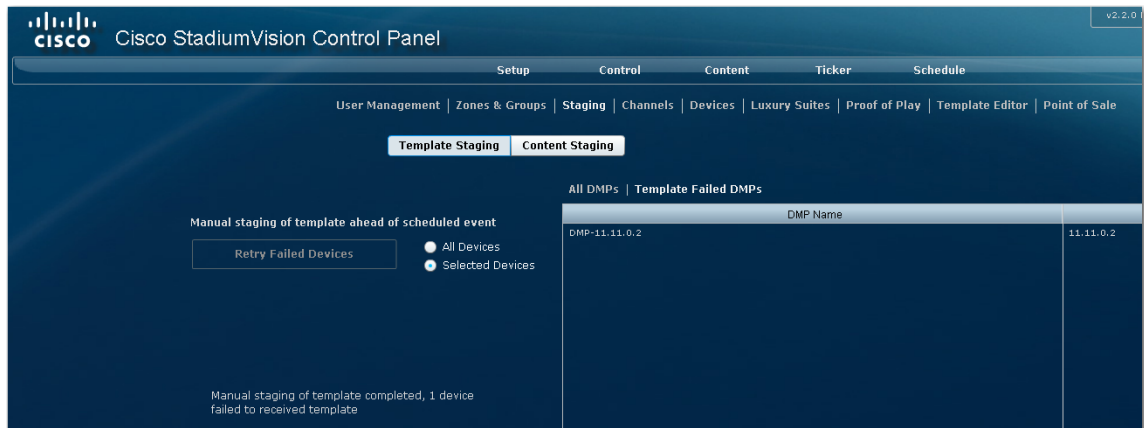 v2.2.0
CISCO Cisco StadiumVision Control Panel
Setup Control Content Ticker Schedule
User Management | Zones & Groups | Staging | Channels | Devices | Luxury Suites | Proof of Play | Template Editor | Point of Sale
Template Staging Content Staging
All DMPs | Template Failed DMPs
Manual staging of template ahead of scheduled event
DMP Name
DMP-11.11.0.2 11.11.0.2
Retry Failed Devices
All Devices
Selected Devices
Manual staging of template completed, 1 device
failed to received template